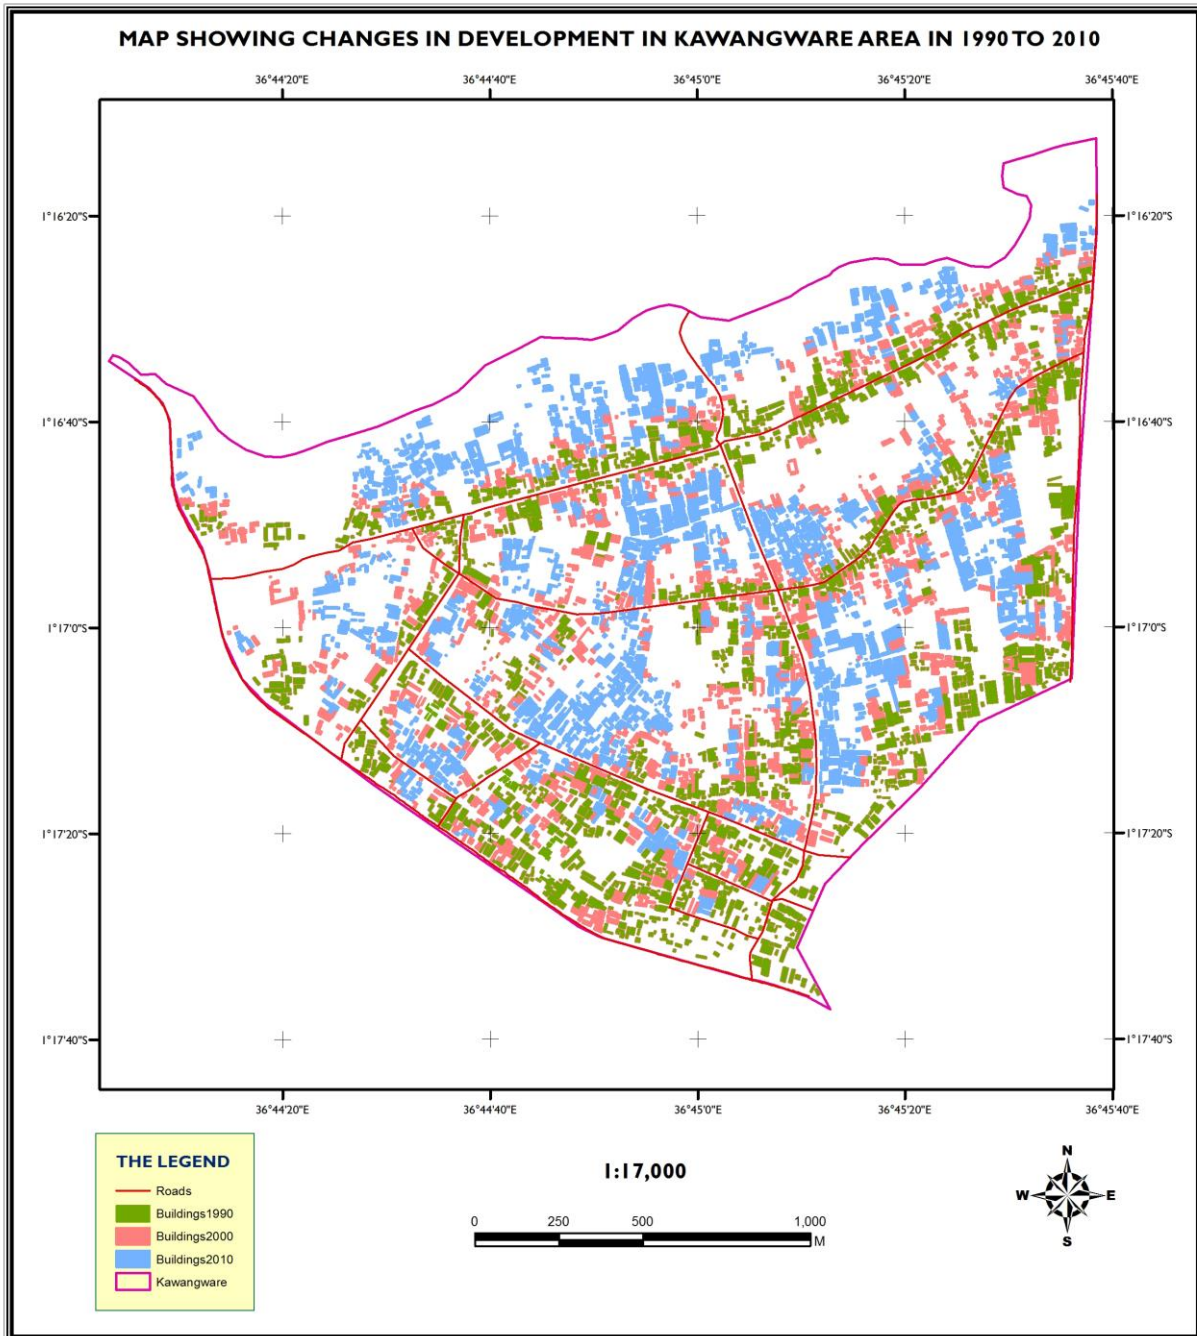 MAP SHOWING CHANGES IN DEVELOPMENT IN KAWANGWARE AREA IN 1990 TO 2010
36°44'20"E 36°44'40"E 36°45'0"E 36°45'20"E 36°45'40"E
1°16'20"S 1°16'20"S
1°16'40"S 1°16'40"S
1°17'0"S 1°17'0"S
1°17'20"S 1°17'20"S
1°17'40"S 1°17'40"S
36°44'20"E 36°44'40"E 36°45'0"E 36°45'20"E 36°45'40"E
THE LEGEND
Roads
Buildings1990
Buildings2000
Buildings2010
Kawangware
1:17,000
0 250 500 1,000
M
N
W E
S